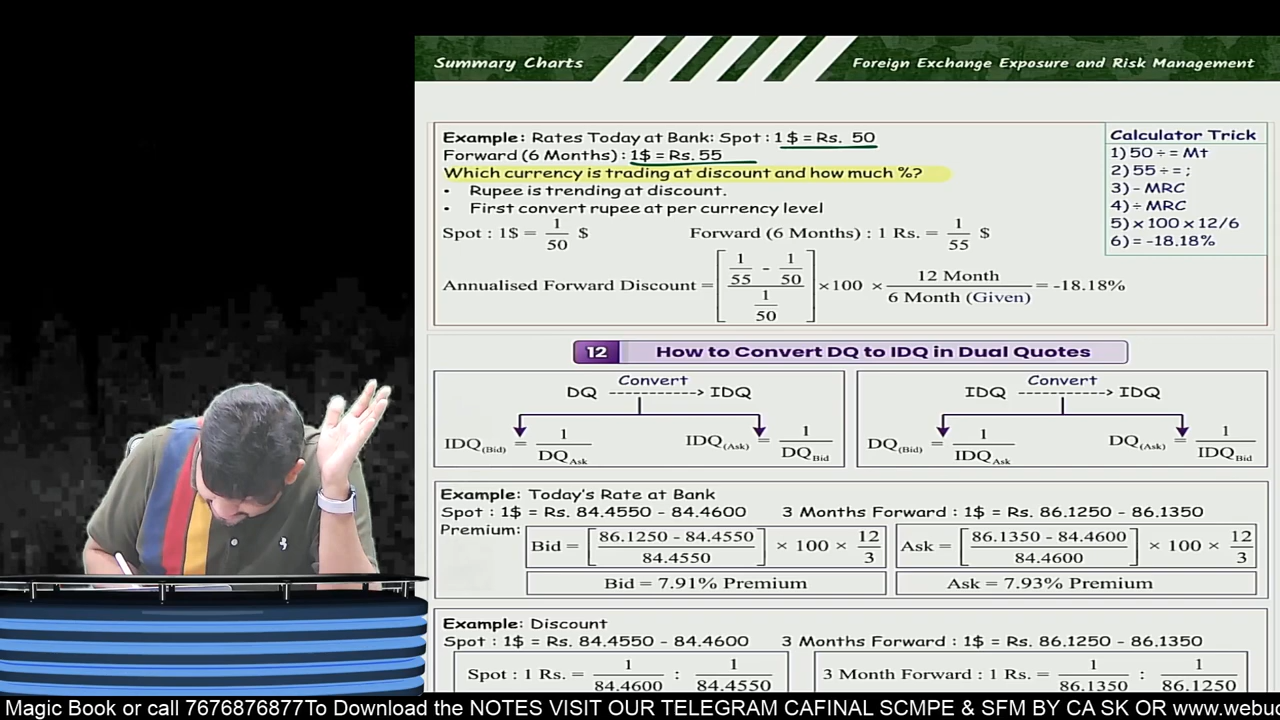 Summary Charts
Foreign Exchange Exposure and Risk Management
Example: Rates Today at Bank: Spot : 1 $ = Rs. 50
Forward (6 Months) : 1$ = Rs. 55
Which currency is trading at discount and how much %?
• Rupee is trending at discount.
• First convert rupee at per currency level
Spot : 1$ = 1/50 $ Forward (6 Months) : 1 Rs. = 1/55 $
Annualised Forward Discount = [(1/55 - 1/50) / (1/50)] ×100 × 12 Month / 6 Month (Given) = -18.18%
Calculator Trick
1) 50 ÷ = Mt
2) 55 ÷ = ;
3) - MRC
4) ÷ MRC
5) x 100 x 12/6
6) = -18.18%
12 How to Convert DQ to IDQ in Dual Quotes
Convert
DQ -----------> IDQ
IDQ(Bid) = 1/DQAsk IDQ(Ask) = 1/DQBid
Convert
IDQ -----------> IDQ
DQ(Bid) = 1/IDQAsk DQ(Ask) = 1/IDQBid
Example: Today's Rate at Bank
Spot : 1$ = Rs. 84.4550 - 84.4600 3 Months Forward : 1$ = Rs. 86.1250 - 86.1350
Premium: Bid = [(86.1250 - 84.4550) / 84.4550] × 100 × 12/3 Ask = [(86.1350 - 84.4600) / 84.4600] × 100 × 12/3
Bid = 7.91% Premium Ask = 7.93% Premium
Example: Discount
Spot : 1$ = Rs. 84.4550 - 84.4600 3 Months Forward : 1$ = Rs. 86.1250 - 86.1350
Spot : 1 Rs. = 1/84.4600 : 1/84.4550 3 Month Forward : 1 Rs. = 1/86.1350 : 1/86.1250
Magic Book or call 7676876877To Download the NOTES VISIT OUR TELEGRAM CAFINAL SCMPE & SFM BY CA SK OR www.webuc